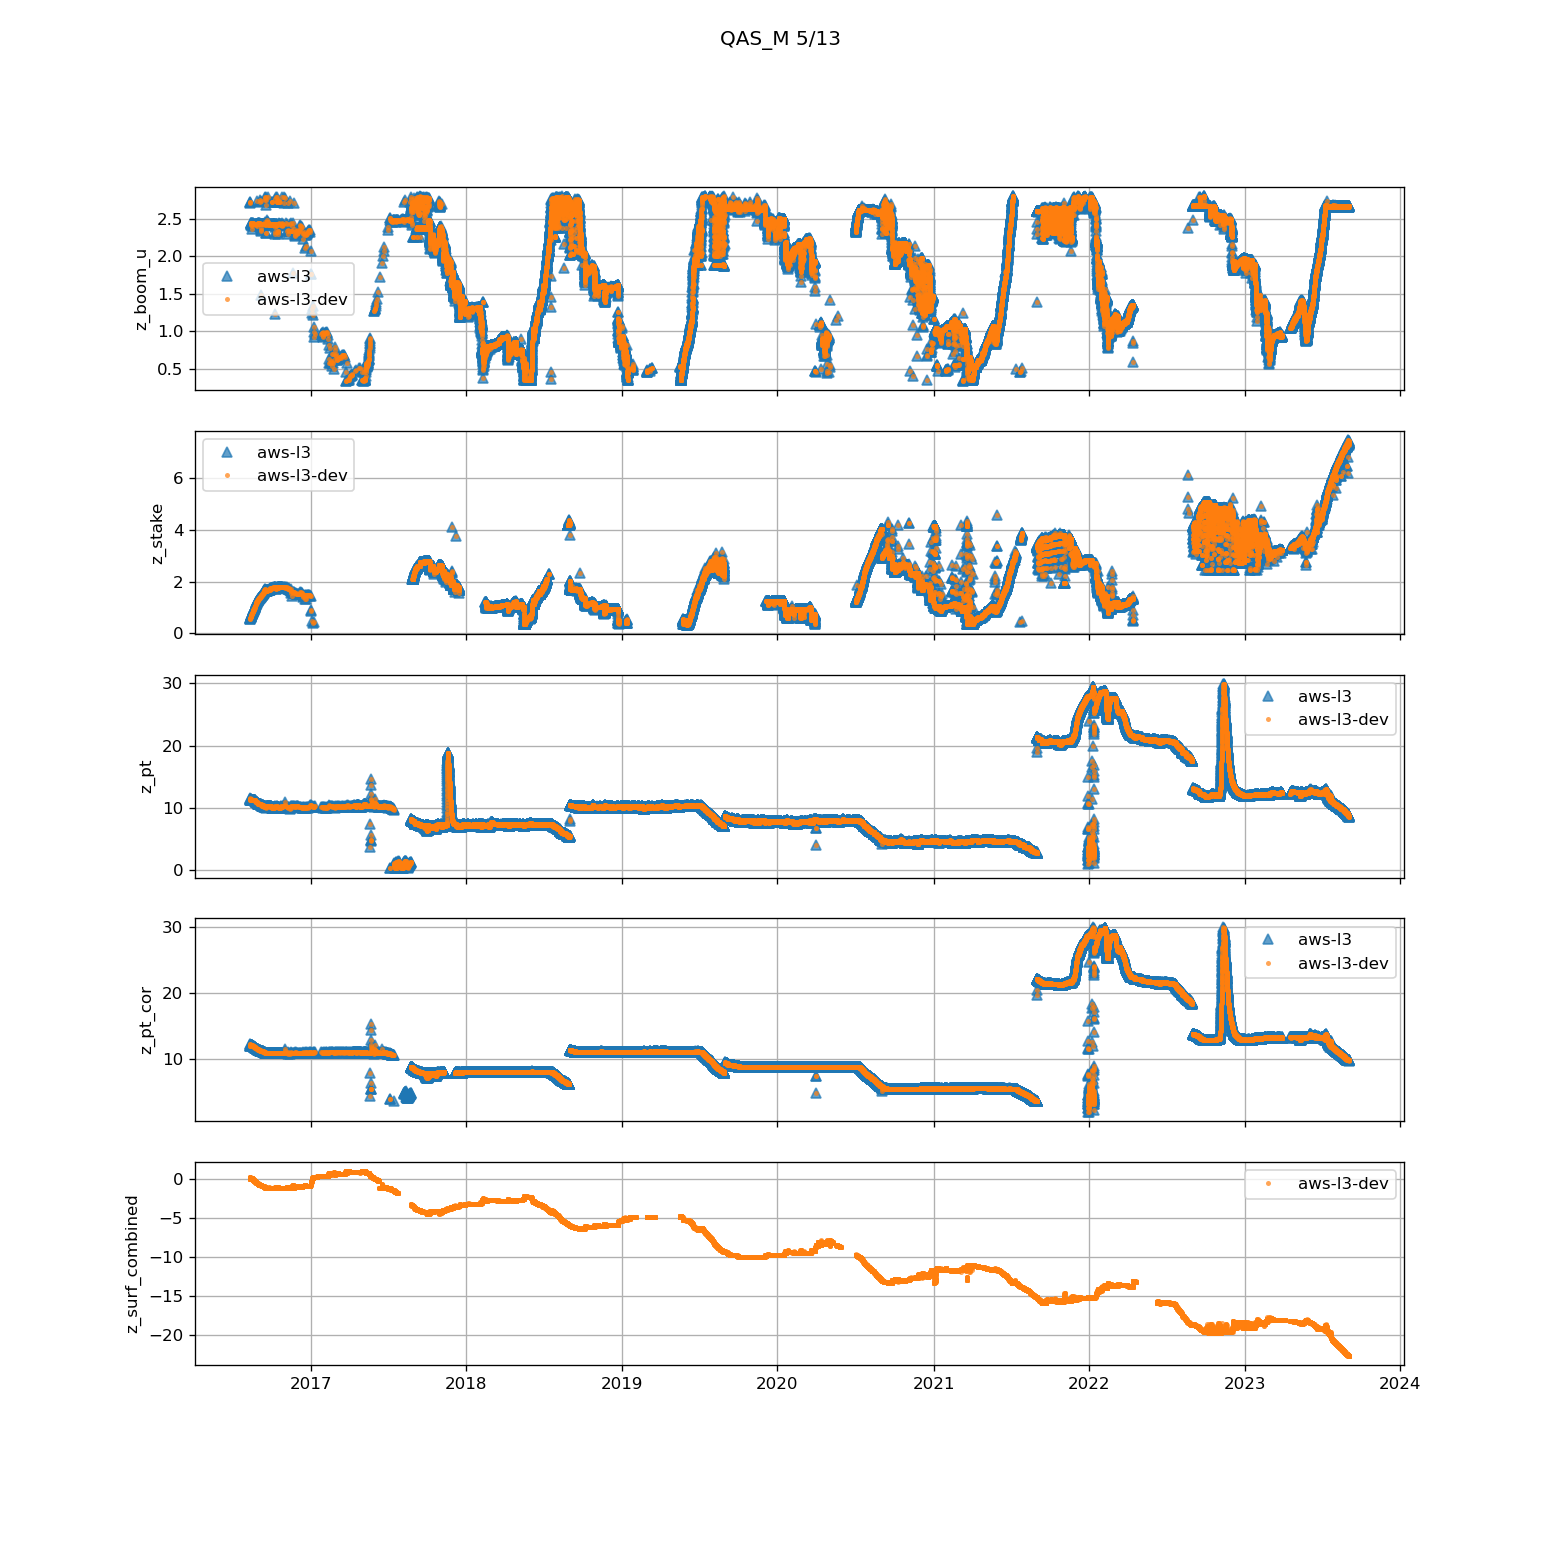 QAS_M 5/13
z_boom_u
2.5
2.0
1.5
1.0
0.5
aws-l3
aws-l3-dev
z_stake
6
4
2
0
aws-l3
aws-l3-dev
z_pt
30
20
10
0
aws-l3
aws-l3-dev
z_pt_cor
30
20
10
aws-l3
aws-l3-dev
z_surf_combined
0
−5
−10
−15
−20
aws-l3-dev
2017 2018 2019 2020 2021 2022 2023 2024